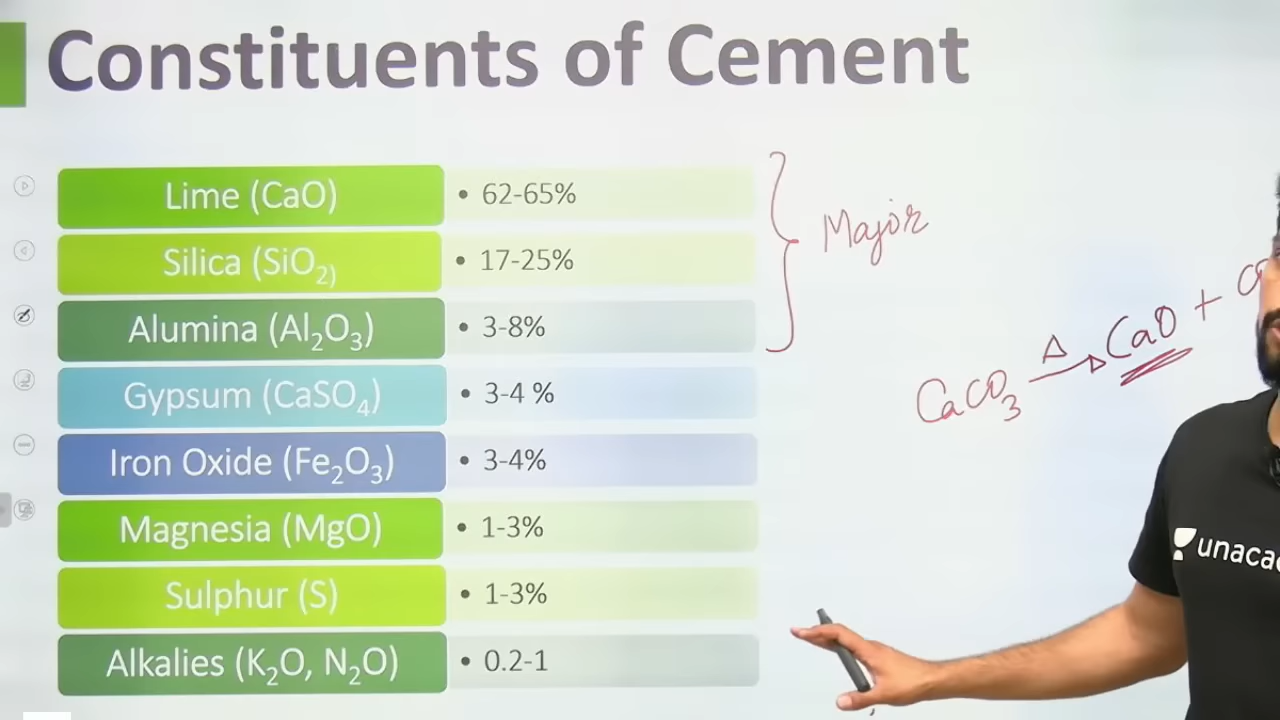 Constituents of Cement
Lime (CaO)
• 62-65%
Silica (SiO₂)
• 17-25%
Alumina (Al₂O₃)
• 3-8%
Major
Gypsum (CaSO₄)
• 3-4 %
CaCO₃ →Δ CaO +
Iron Oxide (Fe₂O₃)
• 3-4%
Magnesia (MgO)
• 1-3%
Sulphur (S)
• 1-3%
Alkalies (K₂O, N₂O)
• 0.2-1
unaca